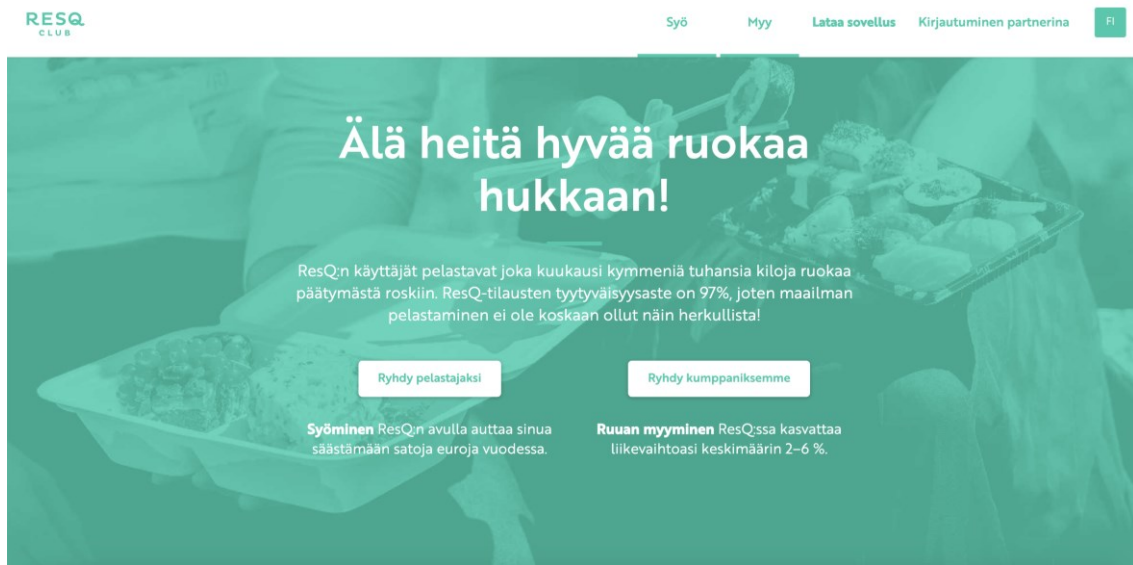 RESQ
CLUB
Syö
Myy
Lataa sovellus
Kirjautuminen partnerina
FI
Älä heitä hyvää ruokaa
hukkaan!
ResQ:n käyttäjät pelastavat joka kuukausi kymmeniä tuhansia kiloja ruokaa
päätymästä roskiin. ResQ-tilausten tyytyväisyysaste on 97%, joten maailman
pelastaminen ei ole koskaan ollut näin herkullista!
Ryhdy pelastajaksi
Syöminen ResQ:n avulla auttaa sinua
säästämään satoja euroja vuodessa.
Ryhdy kumppaniksemme
Ruuan myyminen ResQ:ssa kasvattaa
liikevaihtoasi keskimäärin 2–6 %.